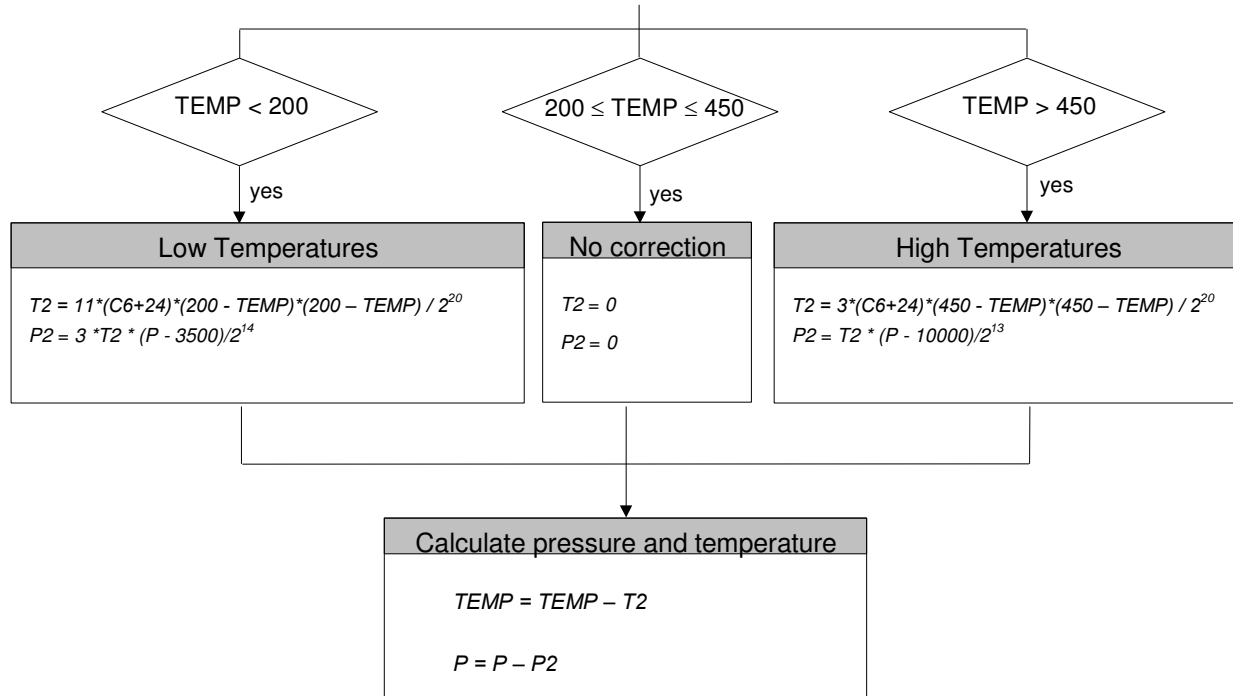 TEMP < 200
200 ≤ TEMP ≤ 450
TEMP > 450
yes
yes
yes
Low Temperatures
T2 = 11*(C6+24)*(200 - TEMP)*(200 – TEMP) / 2^20
P2 = 3 *T2 * (P - 3500)/2^14
No correction
T2 = 0
P2 = 0
High Temperatures
T2 = 3*(C6+24)*(450 - TEMP)*(450 – TEMP) / 2^20
P2 = T2 * (P - 10000)/2^13
Calculate pressure and temperature
TEMP = TEMP – T2
P = P – P2